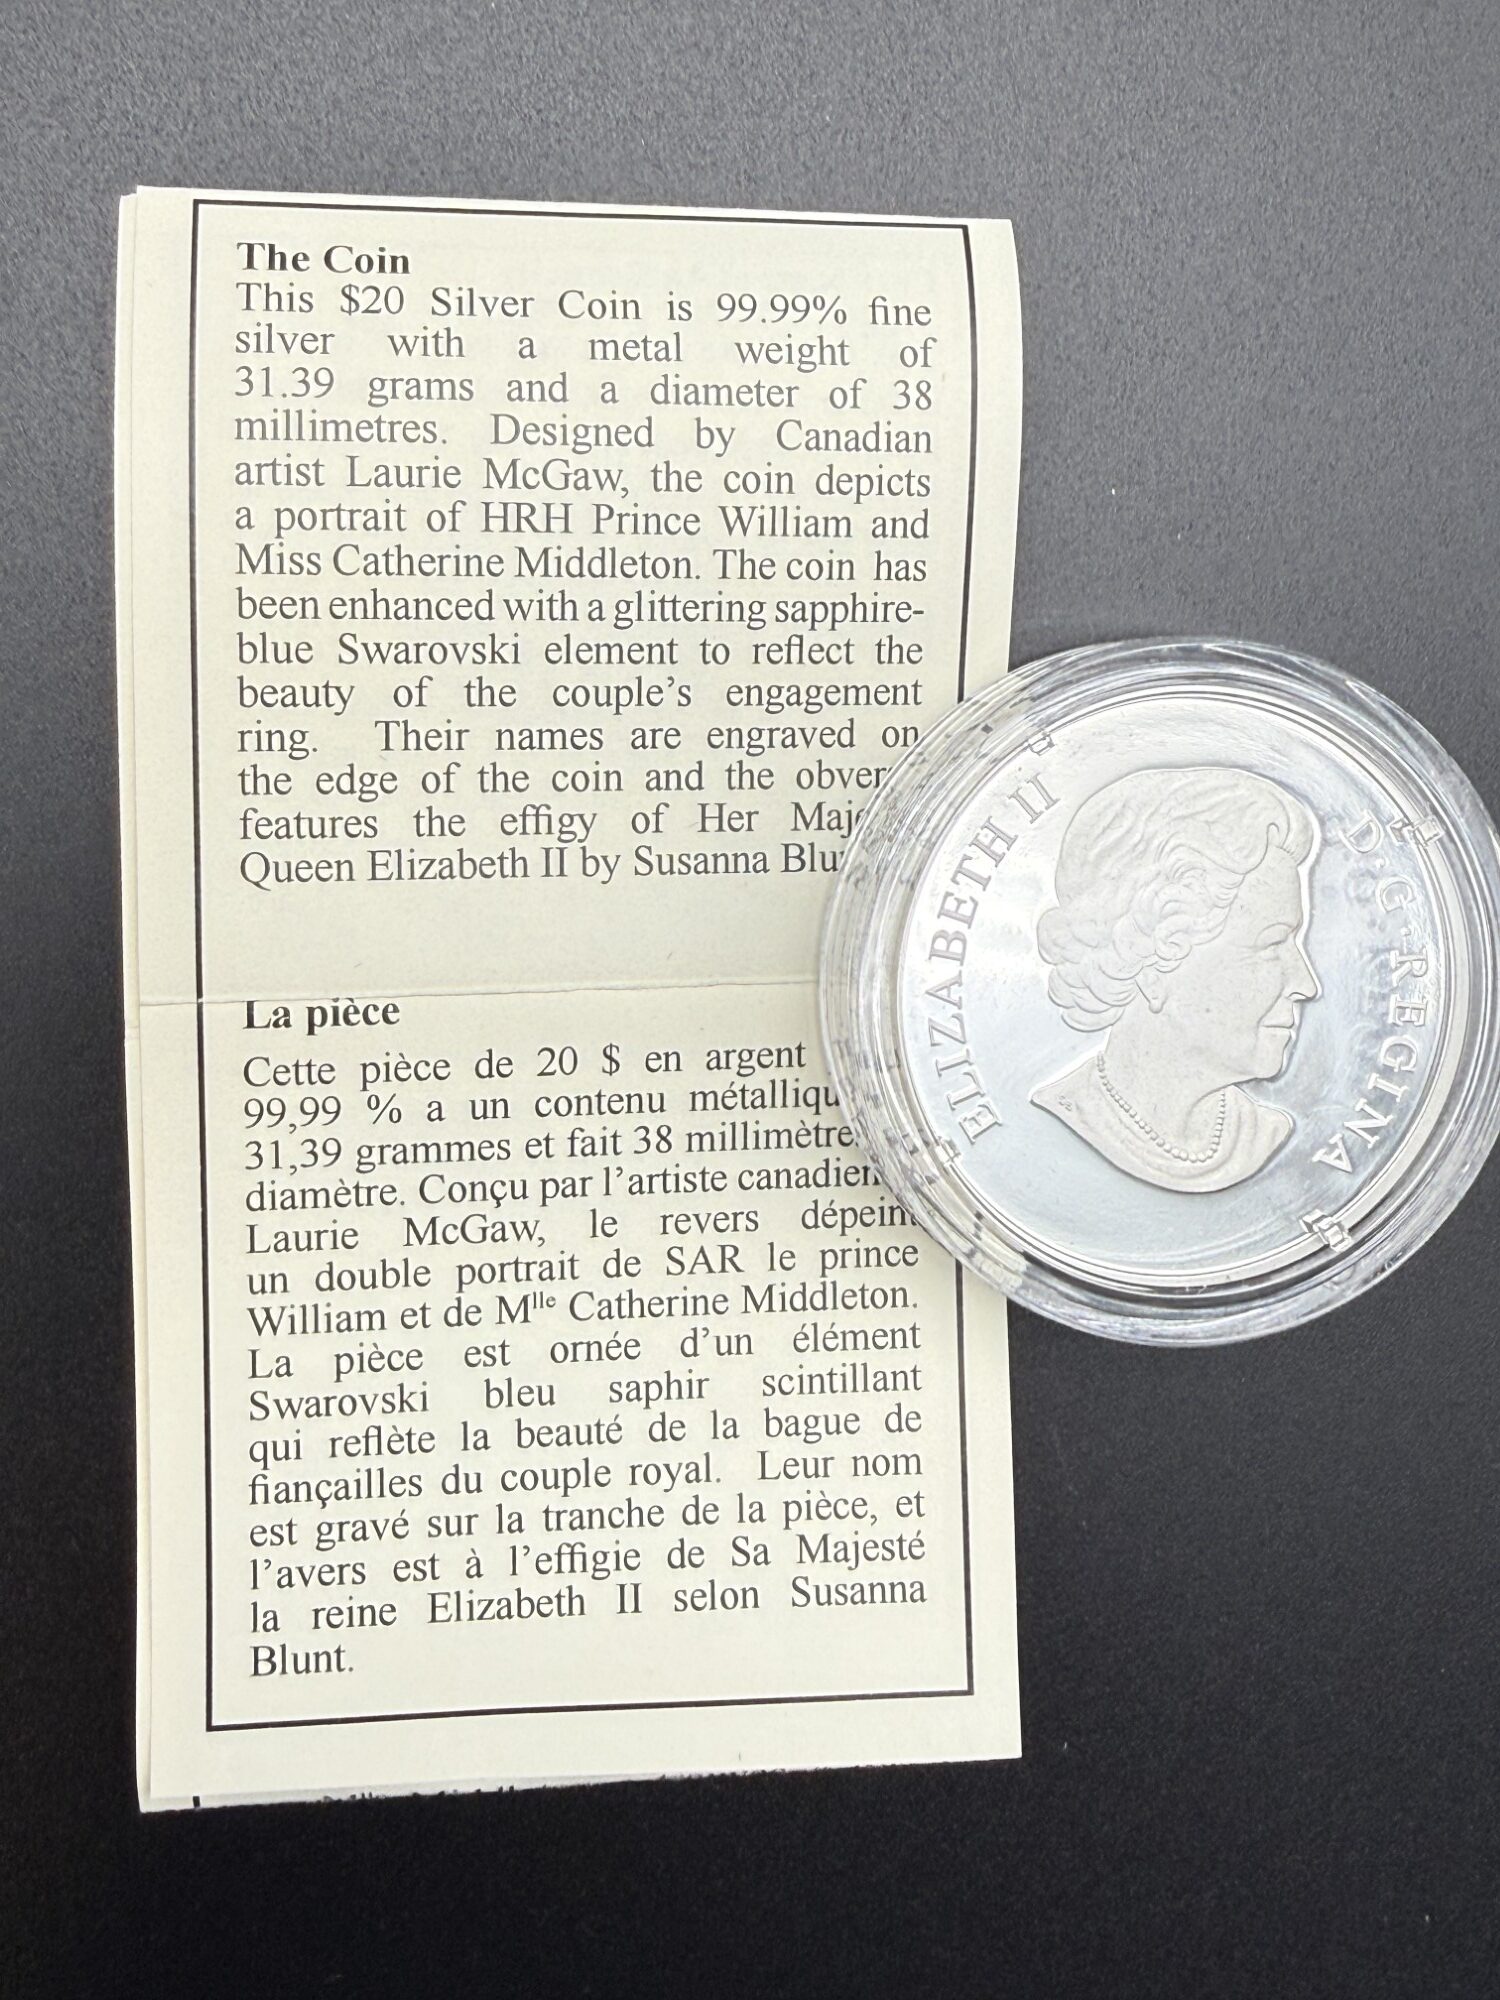 The Coin
This $20 Silver Coin is 99.99% fine
silver with a metal weight of
31.39 grams and a diameter of 38
millimetres. Designed by Canadian
artist Laurie McGaw, the coin depicts
a portrait of HRH Prince William and
Miss Catherine Middleton. The coin has
been enhanced with a glittering sapphire-
blue Swarovski element to reflect the
beauty of the couple's engagement
ring. Their names are engraved on
the edge of the coin and the
features the effigy of Her
Queen Elizabeth II by Susanna
La pièce
Cette pièce de 20 $ en argent
99,99 % a un contenu
31,39 grammes et fait 38
diamètre. Conçu par l'artiste
Laurie McGaw, le revers dépeint
un double portrait de SAR le prince
William et de Mlle Catherine Middleton.
La pièce est ornée d'un élément
Swarovski bleu saphir scintillant
qui reflète la beauté de la bague de
fiançailles du couple royal. Leur nom
est gravé sur la tranche de la pièce, et
l'avers est à l'effigie de Sa Majesté
la reine Elizabeth II selon Susanna
Blunt.
ELIZABETH II D·G·REGINA